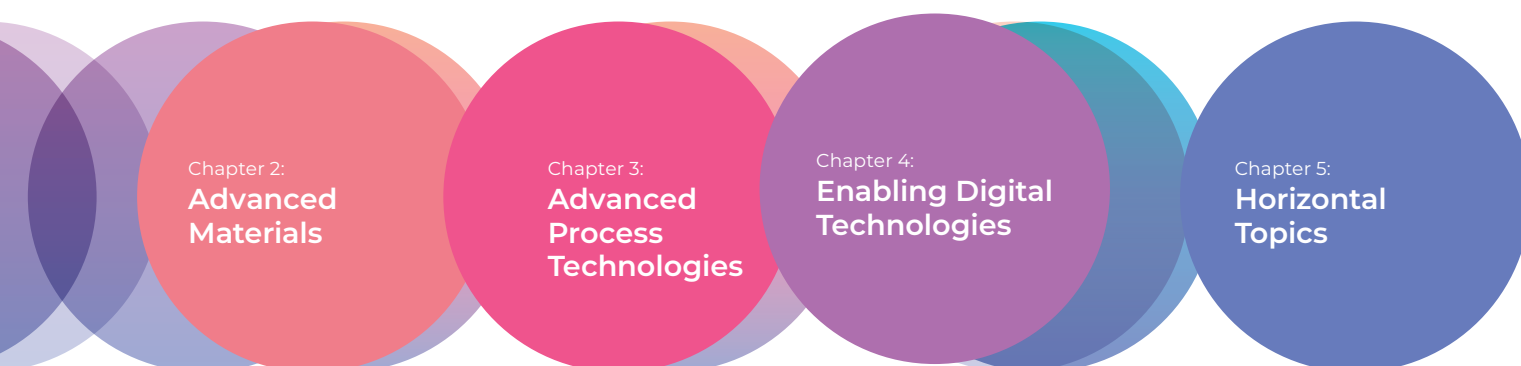 Chapter 2:
Advanced
Materials
Chapter 3:
Advanced
Process
Technologies
Chapter 4:
Enabling Digital
Technologies
Chapter 5:
Horizontal
Topics